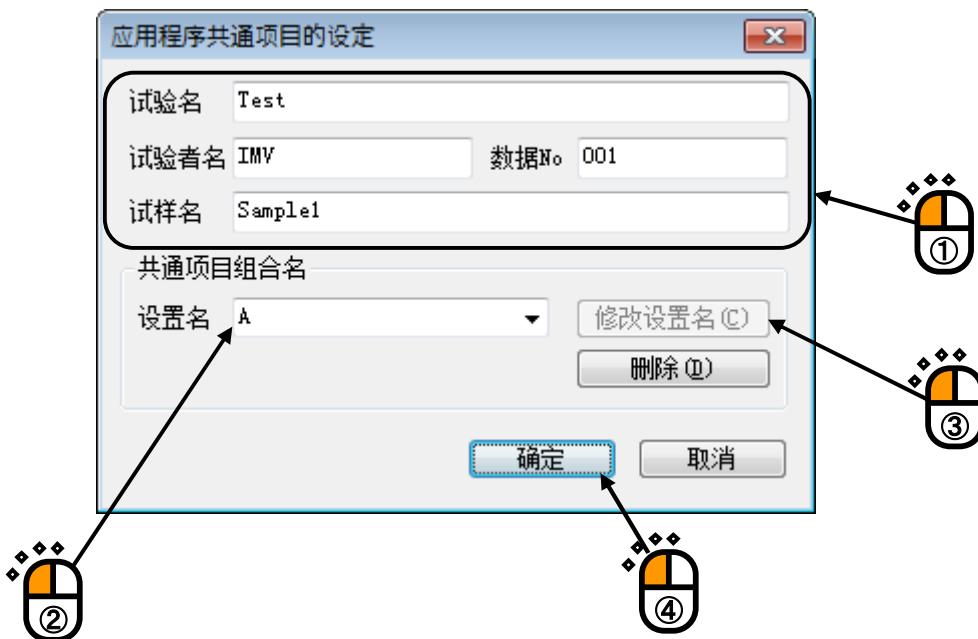 应用程序共通项目的设定
试验名 Test
试验者名 IMV 数据No 001
试样名 Sample1
①
共通项目组合名
设置名 A 修改设置名(C)
删除(D)
③
确定 取消
② ④